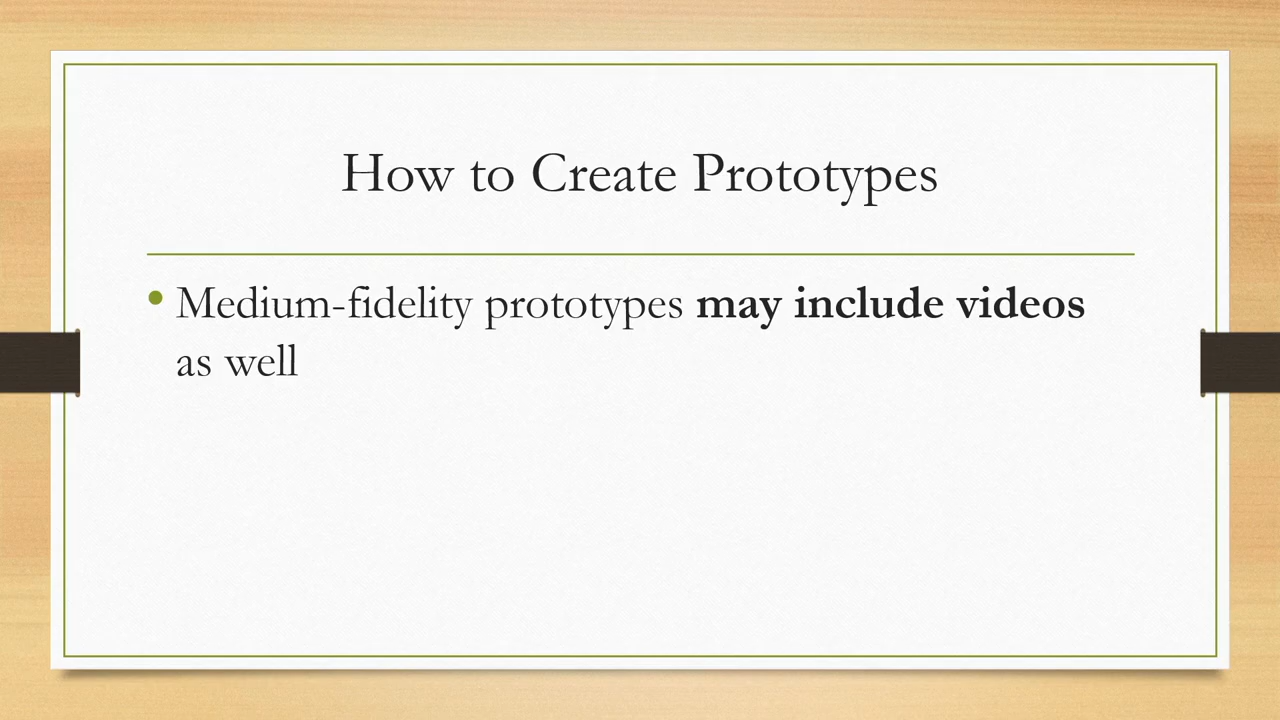 How to Create Prototypes
• Medium-fidelity prototypes may include videos
as well